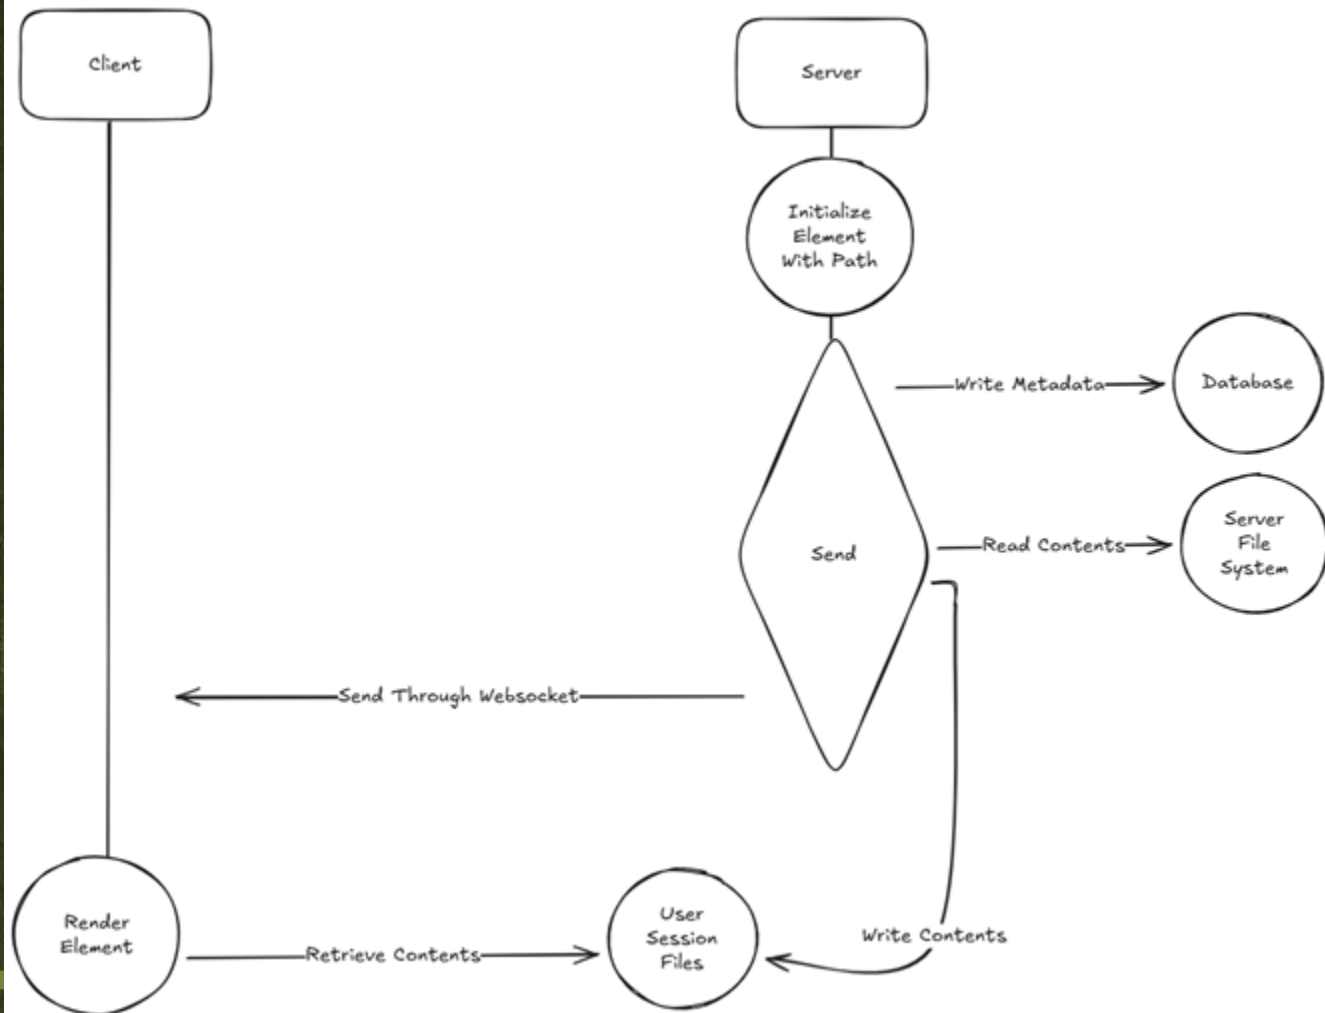 Client
Server
Initialize
Element
With Path
Write Metadata
Database
Send
Read Contents
Server
File
System
Send Through Websocket
Render
Element
Retrieve Contents
User
Session
Files
Write Contents